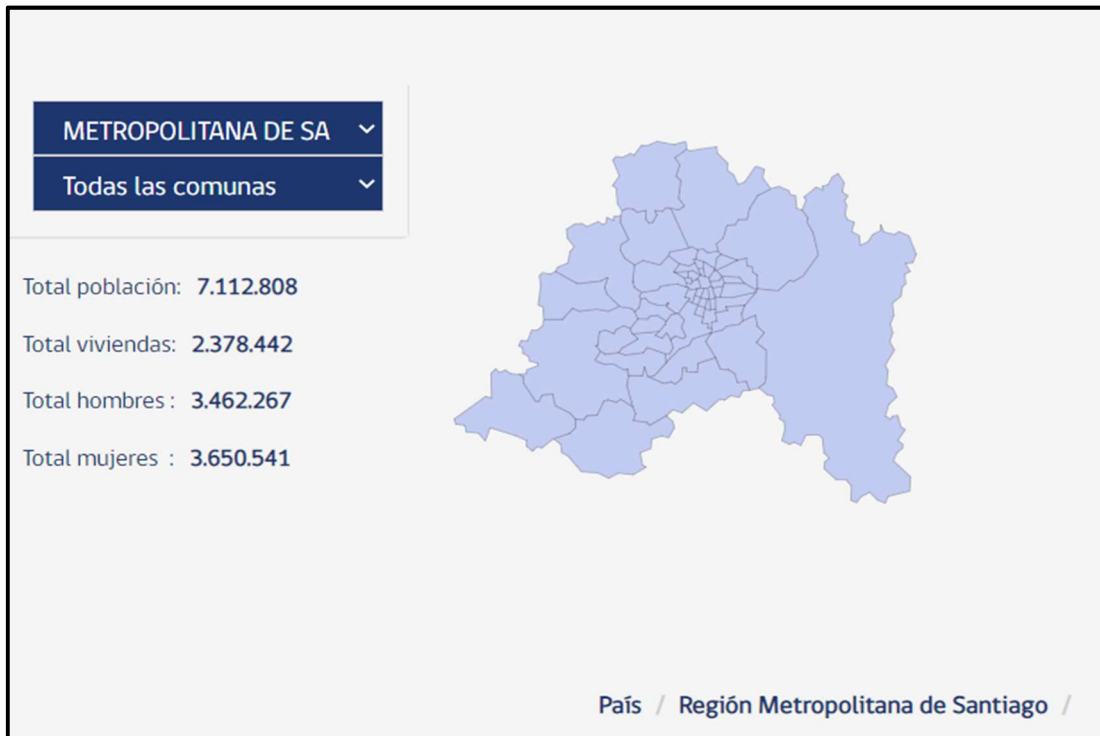 METROPOLITANA DE SA
Todas las comunas
Total población: 7.112.808
Total viviendas: 2.378.442
Total hombres : 3.462.267
Total mujeres : 3.650.541
País / Región Metropolitana de Santiago /